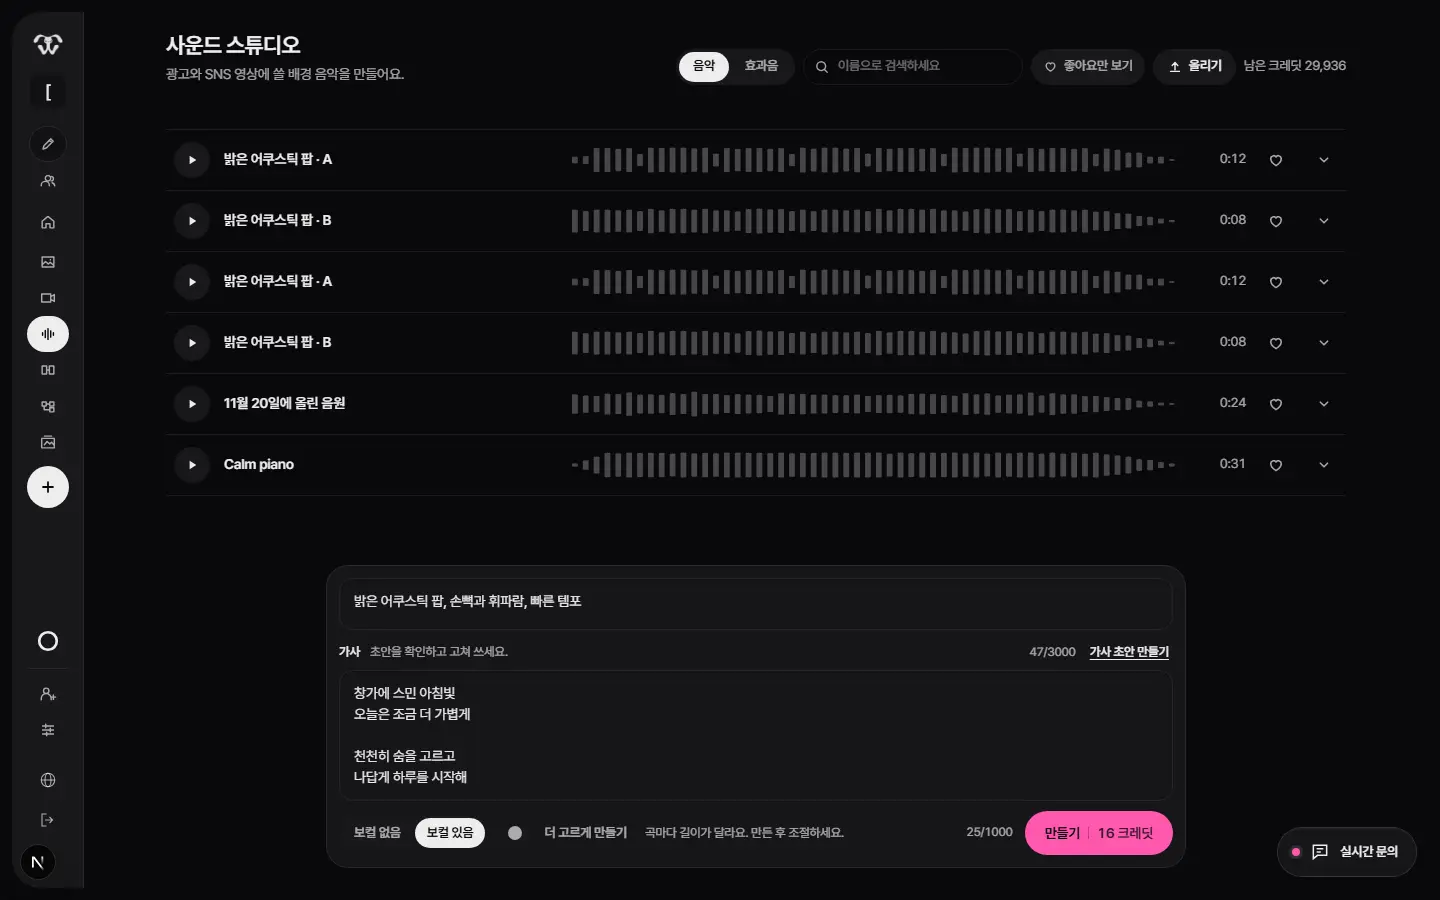 사운드 스튜디오
광고와 SNS 영상에 쓸 배경 음악을 만들어요.
음악
효과음
이름으로 검색하세요
좋아요만 보기
올리기
남은 크레딧 29,936
[
밝은 어쿠스틱 팝 · A
0:12
밝은 어쿠스틱 팝 · B
0:08
밝은 어쿠스틱 팝 · A
0:12
밝은 어쿠스틱 팝 · B
0:08
11월 20일에 올린 음원
0:24
Calm piano
0:31
밝은 어쿠스틱 팝, 손뼉과 휘파람, 빠른 템포
가사 초안을 확인하고 고쳐 쓰세요.
47/3000
가사 초안 만들기
창가에 스민 아침빛
오늘은 조금 더 가볍게
천천히 숨을 고르고
나답게 하루를 시작해
보컬 없음
보컬 있음
더 고르게 만들기
곡마다 길이가 달라요. 만든 후 조절하세요.
25/1000
만들기 16 크레딧
실시간 문의
N